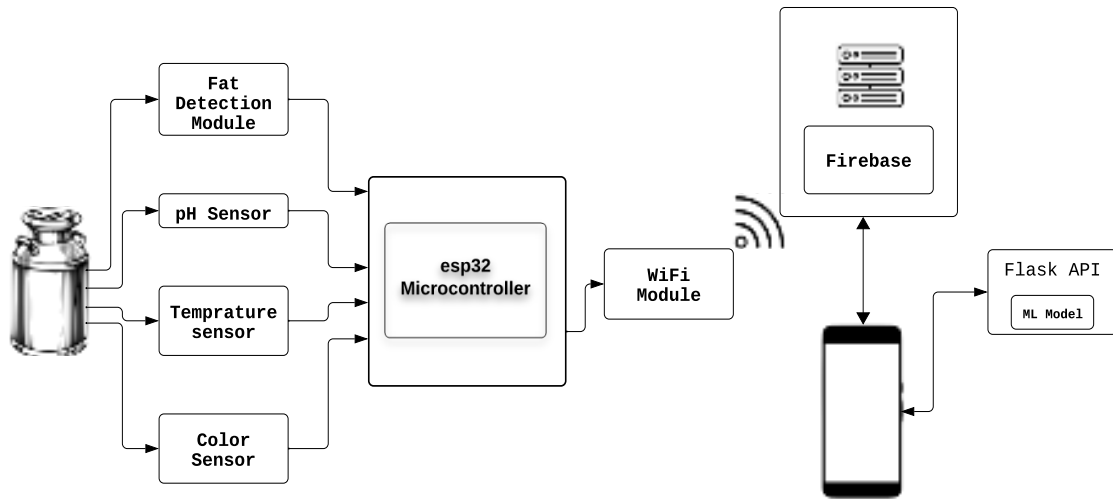 Fat
Detection
Module
pH Sensor
Temprature
sensor
Color
Sensor
esp32
Microcontroller
WiFi
Module
Firebase
Flask API
ML Model